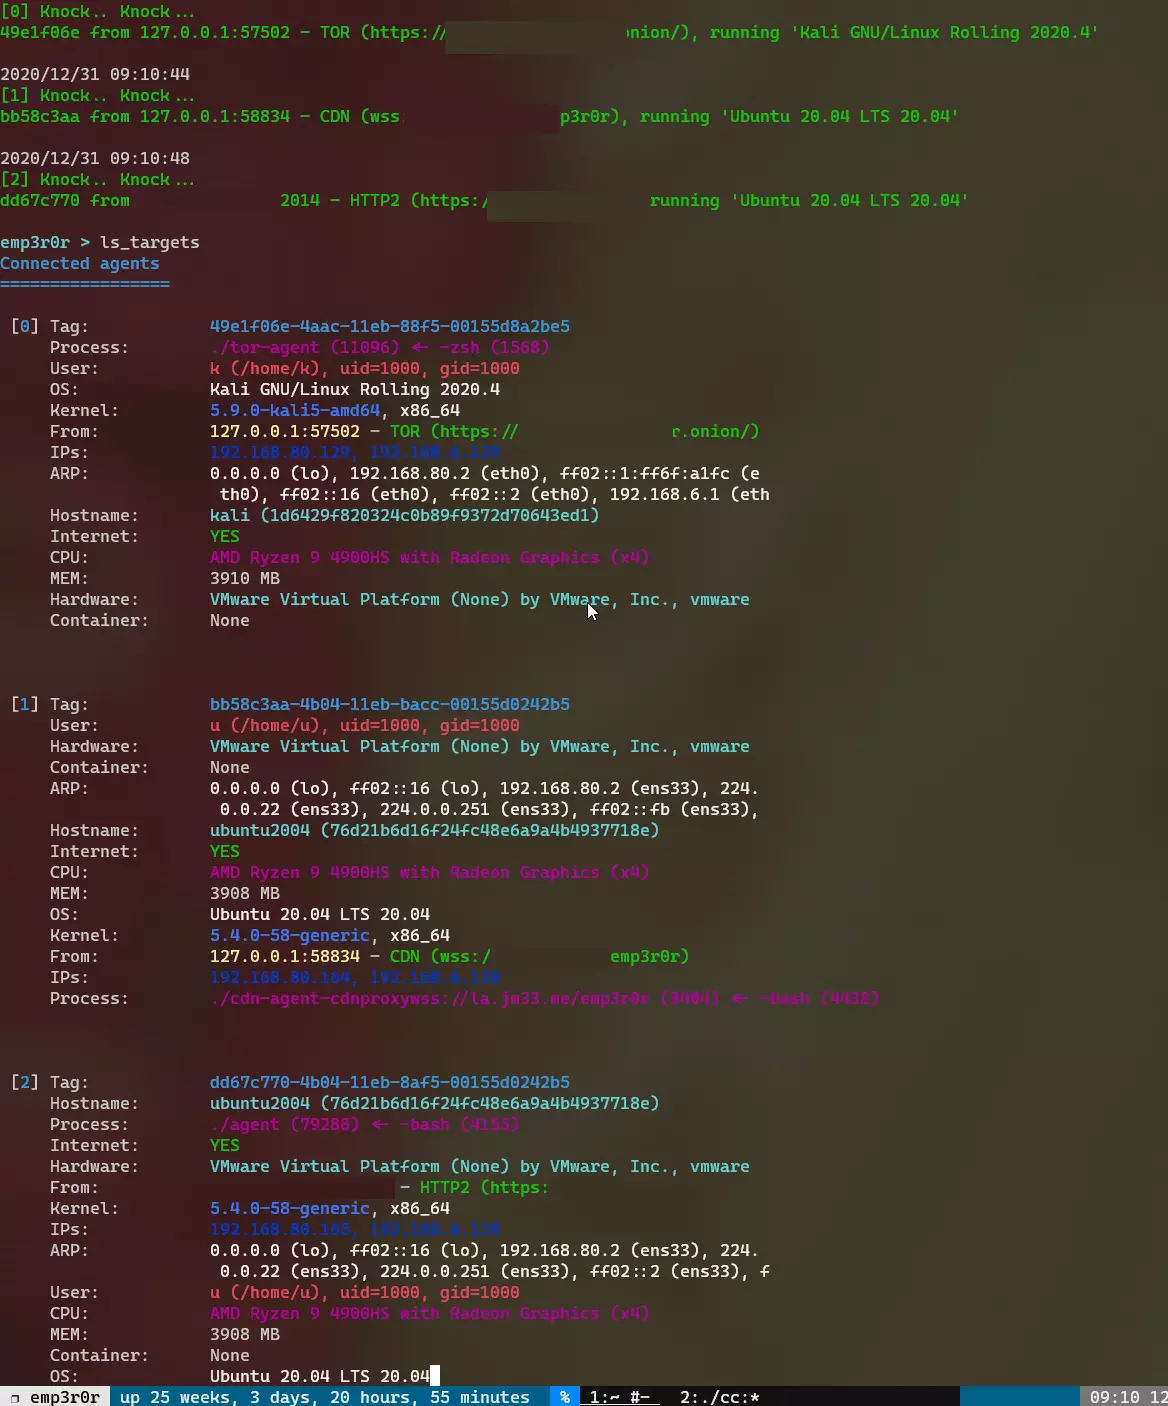 [0] Knock.. Knock...
49e1f06e from 127.0.0.1:57502 - TOR (https:// nion/), running 'Kali GNU/Linux Rolling 2020.4'
2020/12/31 09:10:44
[1] Knock.. Knock...
bb58c3aa from 127.0.0.1:58834 - CDN (wss p3r0r), running 'Ubuntu 20.04 LTS 20.04'
2020/12/31 09:10:48
[2] Knock.. Knock...
dd67c770 from 2014 - HTTP2 (https:/ running 'Ubuntu 20.04 LTS 20.04'
emp3r0r > ls_targets
Connected agents
=================
[0] Tag: 49e1f06e-4aac-11eb-88f5-00155d8a2be5
Process: ./tor-agent (11096) <- -zsh (1568)
User: k (/home/k), uid=1000, gid=1000
OS: Kali GNU/Linux Rolling 2020.4
Kernel: 5.9.0-kali5-amd64, x86_64
From: 127.0.0.1:57502 - TOR (https:// r.onion/)
IPs: 192.168.80.129, 192.168.6.129
ARP: 0.0.0.0 (lo), 192.168.80.2 (eth0), ff02::1:ff6f:a1fc (e
th0), ff02::16 (eth0), ff02::2 (eth0), 192.168.6.1 (eth
Hostname: kali (1d6429f820324c0b89f9372d70643ed1)
Internet: YES
CPU: AMD Ryzen 9 4900HS with Radeon Graphics (x4)
MEM: 3910 MB
Hardware: VMware Virtual Platform (None) by VMware, Inc., vmware
Container: None
[1] Tag: bb58c3aa-4b04-11eb-bacc-00155d0242b5
User: u (/home/u), uid=1000, gid=1000
Hardware: VMware Virtual Platform (None) by VMware, Inc., vmware
Container: None
ARP: 0.0.0.0 (lo), ff02::16 (lo), 192.168.80.2 (ens33), 224.
0.0.22 (ens33), 224.0.0.251 (ens33), ff02::fb (ens33),
Hostname: ubuntu2004 (76d21b6d16f24fc48e6a9a4b4937718e)
Internet: YES
CPU: AMD Ryzen 9 4900HS with Radeon Graphics (x4)
MEM: 3908 MB
OS: Ubuntu 20.04 LTS 20.04
Kernel: 5.4.0-58-generic, x86_64
From: 127.0.0.1:58834 - CDN (wss:/ emp3r0r)
IPs: 192.168.80.164,
Process: ./cdn-agent-cdnproxywss://la.jm33.me/emp3r0r (3404) <- -bash (4438)
[2] Tag: dd67c770-4b04-11eb-8af5-00155d0242b5
Hostname: ubuntu2004 (76d21b6d16f24fc48e6a9a4b4937718e)
Process: ./agent (79288) <- -bash (4155)
Internet: YES
Hardware: VMware Virtual Platform (None) by VMware, Inc., vmware
From: - HTTP2 (https:
Kernel: 5.4.0-58-generic, x86_64
IPs: 192.168.80.165,
ARP: 0.0.0.0 (lo), ff02::16 (lo), 192.168.80.2 (ens33), 224.
0.0.22 (ens33), 224.0.0.251 (ens33), ff02::2 (ens33), f
User: u (/home/u), uid=1000, gid=1000
CPU: AMD Ryzen 9 4900HS with Radeon Graphics (x4)
MEM: 3908 MB
Container: None
OS: Ubuntu 20.04 LTS 20.04
emp3r0r up 25 weeks, 3 days, 20 hours, 55 minutes % 1:~ #- 2:./cc:* 09:10 12